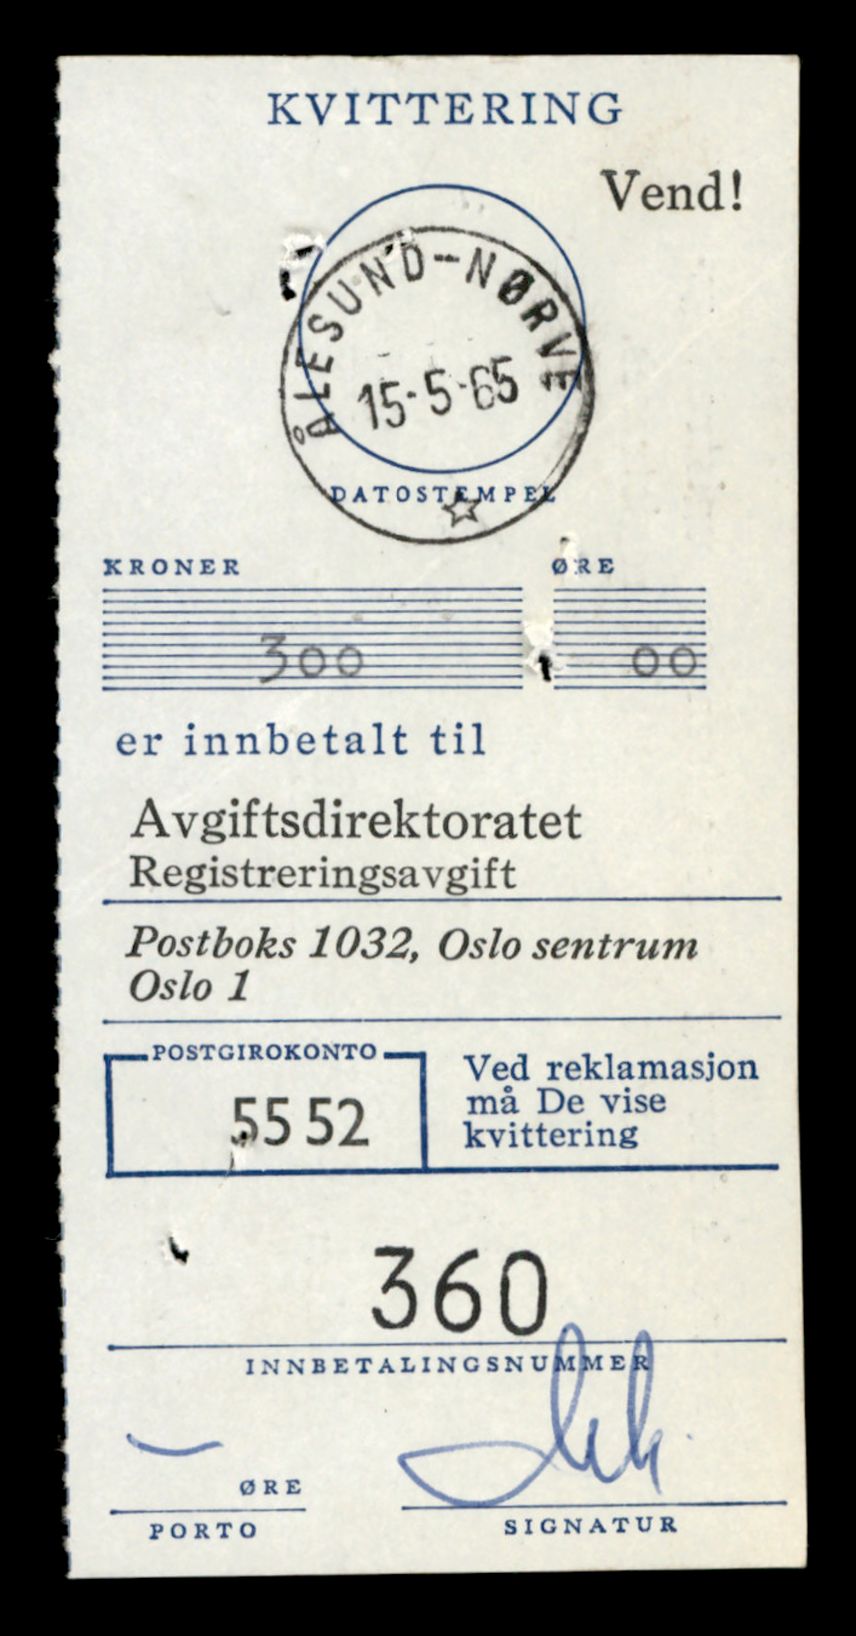 KVITTERING
Vend!
ÅLESUND-NØRVE
15-5-65
DATOSTEMPEL
KRONER ØRE
300 00
er innbetalt til
Avgiftsdirektoratet
Registreringsavgift
Postboks 1032, Oslo sentrum
Oslo 1
POSTGIROKONTO
5552
Ved reklamasjon
må De vise
kvittering
360
INNBETALINGSNUMMER
ØRE
PORTO
SIGNATUR